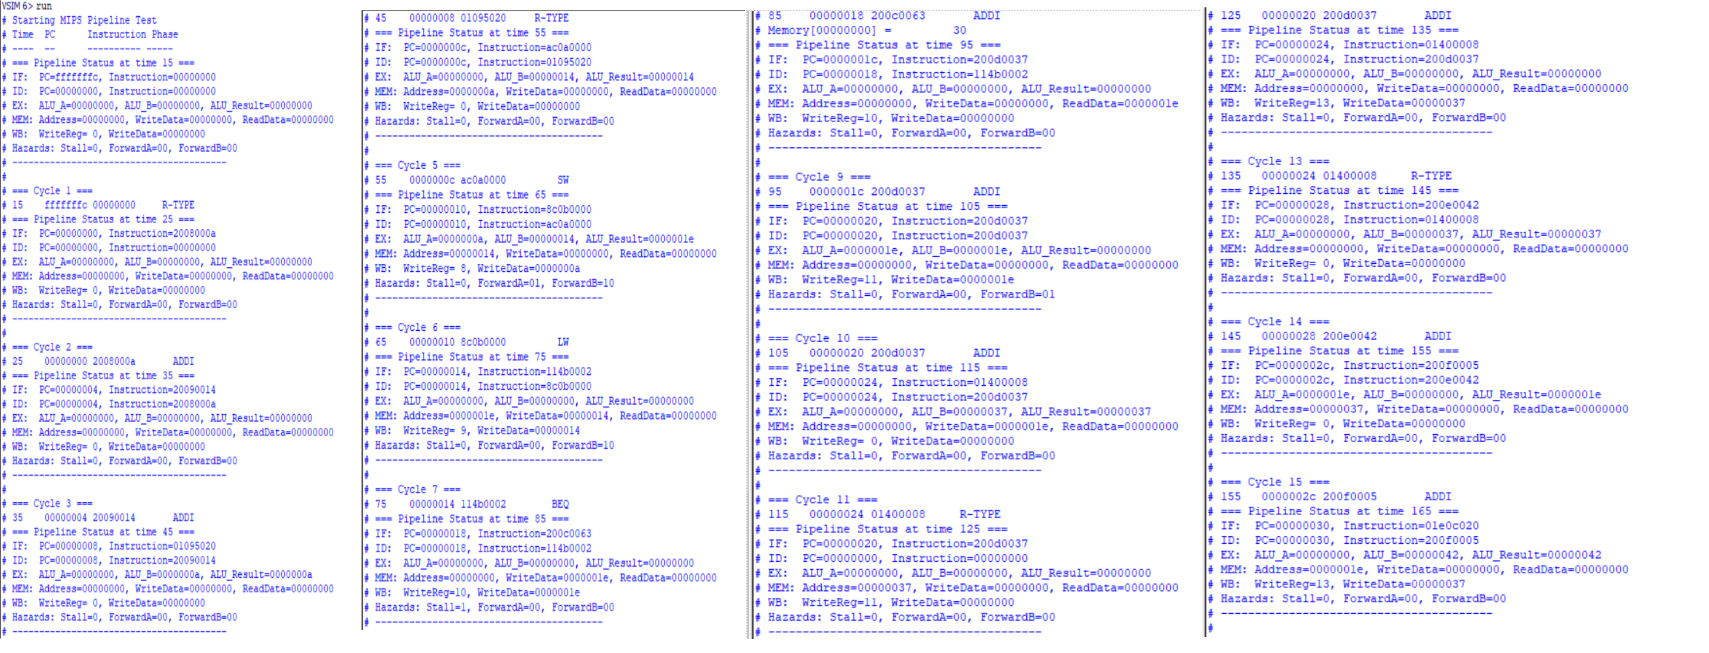 VSIM 6> run
# Starting MIPS Pipeline Test
# Time  PC      Instruction Phase
# ----  --      ---------- -----
# === Pipeline Status at time 15 ===
# IF:  PC=fffffffc, Instruction=00000000
# ID:  PC=00000000, Instruction=00000000
# EX:  ALU_A=00000000, ALU_B=00000000, ALU_Result=00000000
# MEM: Address=00000000, WriteData=00000000, ReadData=00000000
# WB:  WriteReg= 0, WriteData=00000000
# Hazards: Stall=0, ForwardA=00, ForwardB=00
# ---------------------------------------
#
# === Cycle 1 ===
# 15   fffffffc 00000000     R-TYPE
# === Pipeline Status at time 25 ===
# IF:  PC=00000000, Instruction=2008000a
# ID:  PC=00000000, Instruction=00000000
# EX:  ALU_A=00000000, ALU_B=00000000, ALU_Result=00000000
# MEM: Address=00000000, WriteData=00000000, ReadData=00000000
# WB:  WriteReg= 0, WriteData=00000000
# Hazards: Stall=0, ForwardA=00, ForwardB=00
# ---------------------------------------
#
# === Cycle 2 ===
# 25   00000000 2008000a       ADDI
# === Pipeline Status at time 35 ===
# IF:  PC=00000004, Instruction=20090014
# ID:  PC=00000004, Instruction=2008000a
# EX:  ALU_A=00000000, ALU_B=00000000, ALU_Result=00000000
# MEM: Address=00000000, WriteData=00000000, ReadData=00000000
# WB:  WriteReg= 0, WriteData=00000000
# Hazards: Stall=0, ForwardA=00, ForwardB=00
# ---------------------------------------
#
# === Cycle 3 ===
# 35   00000004 20090014       ADDI
# === Pipeline Status at time 45 ===
# IF:  PC=00000008, Instruction=01095020
# ID:  PC=00000008, Instruction=20090014
# EX:  ALU_A=00000000, ALU_B=0000000a, ALU_Result=0000000a
# MEM: Address=00000000, WriteData=00000000, ReadData=00000000
# WB:  WriteReg= 0, WriteData=00000000
# Hazards: Stall=0, ForwardA=00, ForwardB=00
# ---------------------------------------
# 45   00000008 01095020     R-TYPE
# === Pipeline Status at time 55 ===
# IF:  PC=0000000c, Instruction=ac0a0000
# ID:  PC=0000000c, Instruction=01095020
# EX:  ALU_A=00000000, ALU_B=00000014, ALU_Result=00000014
# MEM: Address=0000000a, WriteData=00000000, ReadData=00000000
# WB:  WriteReg= 0, WriteData=00000000
# Hazards: Stall=0, ForwardA=00, ForwardB=00
# ---------------------------------------
#
# === Cycle 5 ===
# 55   0000000c ac0a0000         SW
# === Pipeline Status at time 65 ===
# IF:  PC=00000010, Instruction=8c0b0000
# ID:  PC=00000010, Instruction=ac0a0000
# EX:  ALU_A=0000000a, ALU_B=00000014, ALU_Result=0000001e
# MEM: Address=00000014, WriteData=00000000, ReadData=00000000
# WB:  WriteReg= 8, WriteData=0000000a
# Hazards: Stall=0, ForwardA=01, ForwardB=10
# ---------------------------------------
#
# === Cycle 6 ===
# 65   00000010 8c0b0000         LW
# === Pipeline Status at time 75 ===
# IF:  PC=00000014, Instruction=114b0002
# ID:  PC=00000014, Instruction=8c0b0000
# EX:  ALU_A=00000000, ALU_B=00000000, ALU_Result=00000000
# MEM: Address=0000001e, WriteData=00000014, ReadData=00000000
# WB:  WriteReg= 9, WriteData=00000014
# Hazards: Stall=0, ForwardA=00, ForwardB=10
# ---------------------------------------
#
# === Cycle 7 ===
# 75   00000014 114b0002        BEQ
# === Pipeline Status at time 85 ===
# IF:  PC=00000018, Instruction=200c0063
# ID:  PC=00000018, Instruction=114b0002
# EX:  ALU_A=00000000, ALU_B=00000000, ALU_Result=00000000
# MEM: Address=00000000, WriteData=0000001e, ReadData=00000000
# WB:  WriteReg=10, WriteData=0000001e
# Hazards: Stall=1, ForwardA=00, ForwardB=00
# ---------------------------------------
# 85   00000018 200c0063       ADDI
# Memory[00000000] =         30
# === Pipeline Status at time 95 ===
# IF:  PC=0000001c, Instruction=200d0037
# ID:  PC=00000018, Instruction=114b0002
# EX:  ALU_A=00000000, ALU_B=00000000, ALU_Result=00000000
# MEM: Address=00000000, WriteData=00000000, ReadData=0000001e
# WB:  WriteReg=10, WriteData=00000000
# Hazards: Stall=0, ForwardA=00, ForwardB=00
# ---------------------------------------
#
# === Cycle 9 ===
# 95   0000001c 200d0037       ADDI
# === Pipeline Status at time 105 ===
# IF:  PC=00000020, Instruction=200d0037
# ID:  PC=00000020, Instruction=200d0037
# EX:  ALU_A=0000001e, ALU_B=0000001e, ALU_Result=00000000
# MEM: Address=00000000, WriteData=00000000, ReadData=00000000
# WB:  WriteReg=11, WriteData=0000001e
# Hazards: Stall=0, ForwardA=00, ForwardB=01
# ---------------------------------------
#
# === Cycle 10 ===
# 105   00000020 200d0037       ADDI
# === Pipeline Status at time 115 ===
# IF:  PC=00000024, Instruction=01400008
# ID:  PC=00000024, Instruction=200d0037
# EX:  ALU_A=00000000, ALU_B=00000037, ALU_Result=00000037
# MEM: Address=00000000, WriteData=0000001e, ReadData=00000000
# WB:  WriteReg= 0, WriteData=00000000
# Hazards: Stall=0, ForwardA=00, ForwardB=00
# ---------------------------------------
#
# === Cycle 11 ===
# 115   00000024 01400008     R-TYPE
# === Pipeline Status at time 125 ===
# IF:  PC=00000020, Instruction=200d0037
# ID:  PC=00000000, Instruction=00000000
# EX:  ALU_A=00000000, ALU_B=00000000, ALU_Result=00000000
# MEM: Address=00000037, WriteData=00000000, ReadData=00000000
# WB:  WriteReg=11, WriteData=00000000
# Hazards: Stall=0, ForwardA=00, ForwardB=00
# ---------------------------------------
# 125   00000020 200d0037       ADDI
# === Pipeline Status at time 135 ===
# IF:  PC=00000024, Instruction=01400008
# ID:  PC=00000024, Instruction=200d0037
# EX:  ALU_A=00000000, ALU_B=00000000, ALU_Result=00000000
# MEM: Address=00000000, WriteData=00000000, ReadData=00000000
# WB:  WriteReg=13, WriteData=00000037
# Hazards: Stall=0, ForwardA=00, ForwardB=00
# ---------------------------------------
#
# === Cycle 13 ===
# 135   00000024 01400008     R-TYPE
# === Pipeline Status at time 145 ===
# IF:  PC=00000028, Instruction=200e0042
# ID:  PC=00000028, Instruction=01400008
# EX:  ALU_A=00000000, ALU_B=00000037, ALU_Result=00000037
# MEM: Address=00000000, WriteData=00000000, ReadData=00000000
# WB:  WriteReg= 0, WriteData=00000000
# Hazards: Stall=0, ForwardA=00, ForwardB=00
# ---------------------------------------
#
# === Cycle 14 ===
# 145   00000028 200e0042       ADDI
# === Pipeline Status at time 155 ===
# IF:  PC=0000002c, Instruction=200f0005
# ID:  PC=0000002c, Instruction=200e0042
# EX:  ALU_A=0000001e, ALU_B=00000000, ALU_Result=0000001e
# MEM: Address=00000037, WriteData=00000000, ReadData=00000000
# WB:  WriteReg= 0, WriteData=00000000
# Hazards: Stall=0, ForwardA=00, ForwardB=00
# ---------------------------------------
#
# === Cycle 15 ===
# 155   0000002c 200f0005       ADDI
# === Pipeline Status at time 165 ===
# IF:  PC=00000030, Instruction=01e0c020
# ID:  PC=00000030, Instruction=200f0005
# EX:  ALU_A=00000000, ALU_B=00000042, ALU_Result=00000042
# MEM: Address=0000001e, WriteData=00000000, ReadData=00000000
# WB:  WriteReg=13, WriteData=00000037
# Hazards: Stall=0, ForwardA=00, ForwardB=00
# ---------------------------------------
#